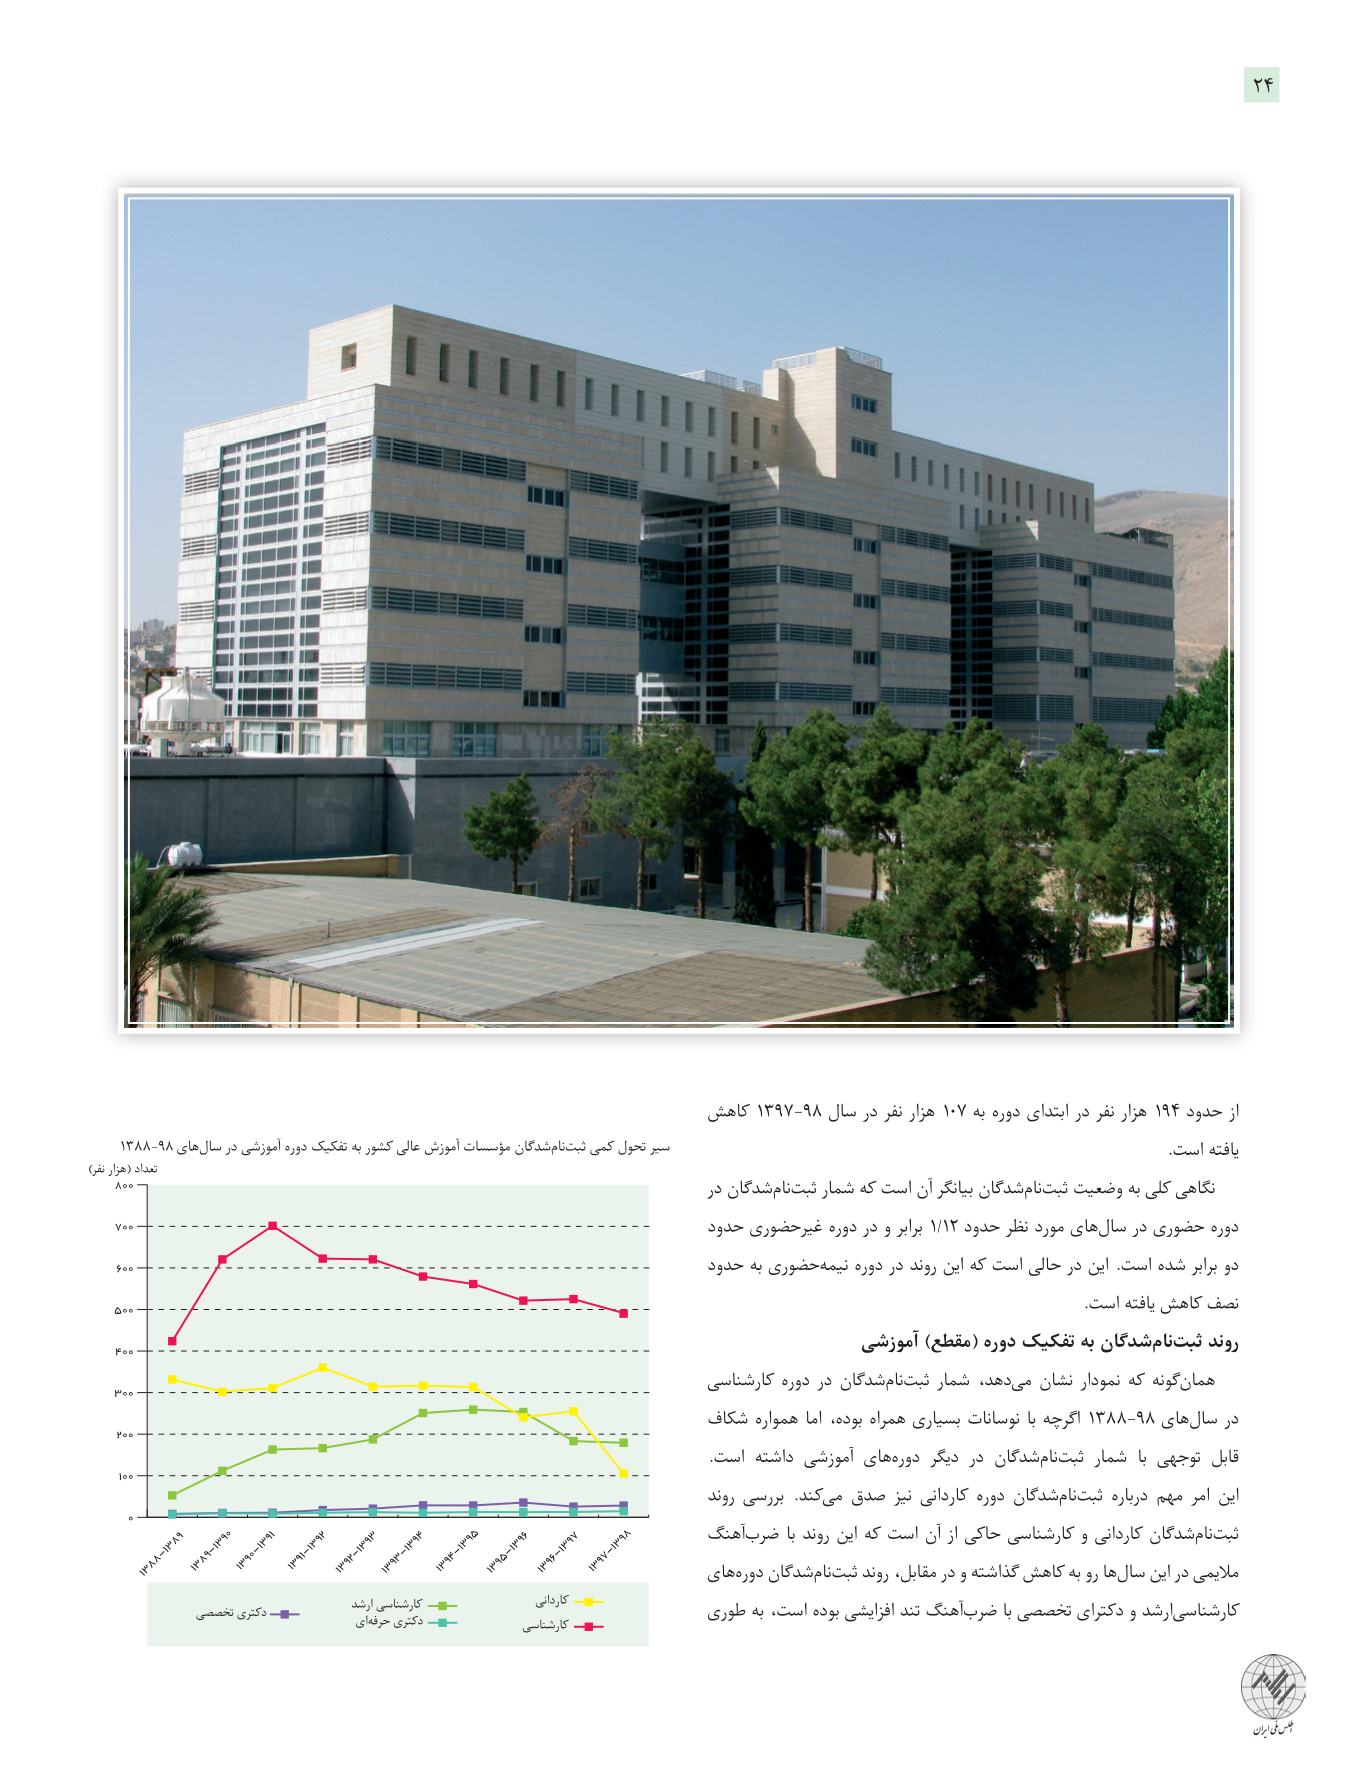 ۲۴
از حدود ۱۹۴ هزار نفر در ابتدای دوره به ۱۰۷ هزار نفر در سال ۹۸-۱۳۹۷ کاهش
یافته است.
نگاهی کلی به وضعیت ثبت‌نام‌شدگان بیانگر آن است که شمار ثبت‌نام‌شدگان در
دوره حضوری در سال‌های مورد نظر حدود ۱/۱۲ برابر و در دوره غیرحضوری حدود
دو برابر شده است. این در حالی است که این روند در دوره نیمه‌حضوری به حدود
نصف کاهش یافته است.
روند ثبت‌نام‌شدگان به تفکیک دوره (مقطع) آموزشی
همان‌گونه که نمودار نشان می‌دهد، شمار ثبت‌نام‌شدگان در دوره کارشناسی
در سال‌های ۹۸-۱۳۸۸ اگرچه با نوسانات بسیاری همراه بوده، اما همواره شکاف
قابل توجهی با شمار ثبت‌نام‌شدگان در دیگر دوره‌های آموزشی داشته است.
این امر مهم درباره ثبت‌نام‌شدگان دوره کاردانی نیز صدق می‌کند. بررسی روند
ثبت‌نام‌شدگان کاردانی و کارشناسی حاکی از آن است که این روند با ضرب‌آهنگ
ملایمی در این سال‌ها رو به کاهش گذاشته و در مقابل، روند ثبت‌نام‌شدگان دوره‌های
کارشناسی‌ارشد و دکترای تخصصی با ضرب‌آهنگ تند افزایشی بوده است، به طوری
سیر تحول کمی ثبت‌نام‌شدگان مؤسسات آموزش عالی کشور به تفکیک دوره آموزشی در سال‌های ۹۸-۱۳۸۸
تعداد (هزار نفر)
۸۰۰
۷۰۰
۶۰۰
۵۰۰
۴۰۰
۳۰۰
۲۰۰
۱۰۰
۰
۱۳۸۸-۱۳۸۹
۱۳۸۹-۱۳۹۰
۱۳۹۰-۱۳۹۱
۱۳۹۱-۱۳۹۲
۱۳۹۲-۱۳۹۳
۱۳۹۳-۱۳۹۴
۱۳۹۴-۱۳۹۵
۱۳۹۵-۱۳۹۶
۱۳۹۶-۱۳۹۷
۱۳۹۷-۱۳۹۸
کاردانی
کارشناسی
کارشناسی ارشد
دکتری حرفه‌ای
دکتری تخصصی
اطلس ملی ایران